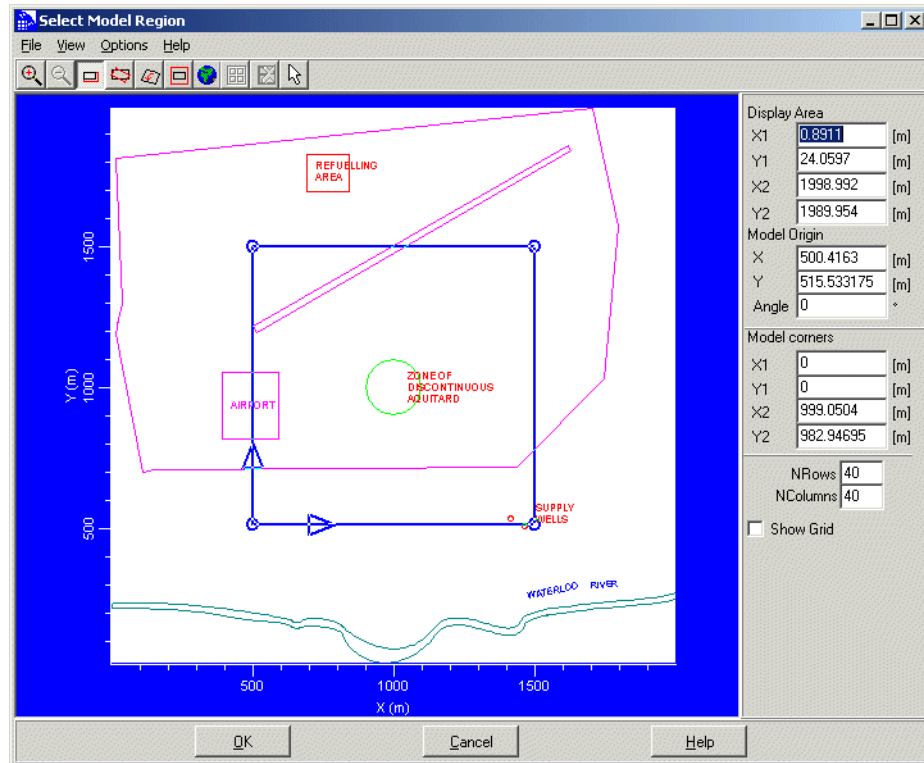 Select Model Region
File View Options Help
Display Area
X1 0.8911 [m]
Y1 24.0597 [m]
X2 1998.992 [m]
Y2 1989.954 [m]
Model Origin
X 500.4163 [m]
Y 515.533175 [m]
Angle 0 °
Model corners
X1 0 [m]
Y1 0 [m]
X2 999.0504 [m]
Y2 982.94695 [m]
NRows 40
NColumns 40
Show Grid
REFUELLING
AREA
1500
ZONE OF
DISCONTINUOUS
AQUITARD
1000
Y (m)
AIRPORT
500
SUPPLY
WELLS
WATERLOO RIVER
500 1000 1500
X (m)
OK Cancel Help